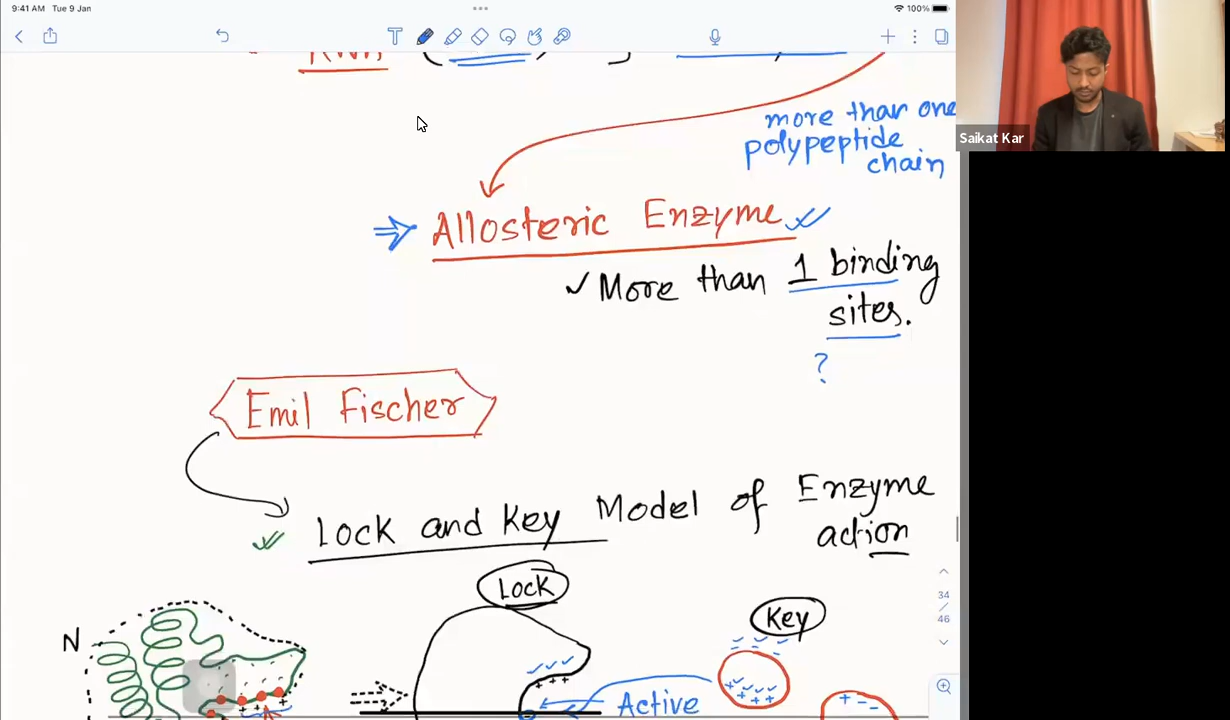 9:41 AM Tue 9 Jan
100%
Saikat Kar
more than one
polypeptide
chain
Allosteric Enzyme
More than 1 binding
sites.
?
Emil Fischer
Lock and Key Model of Enzyme
action
Lock
Key
34
/
46
N
Active